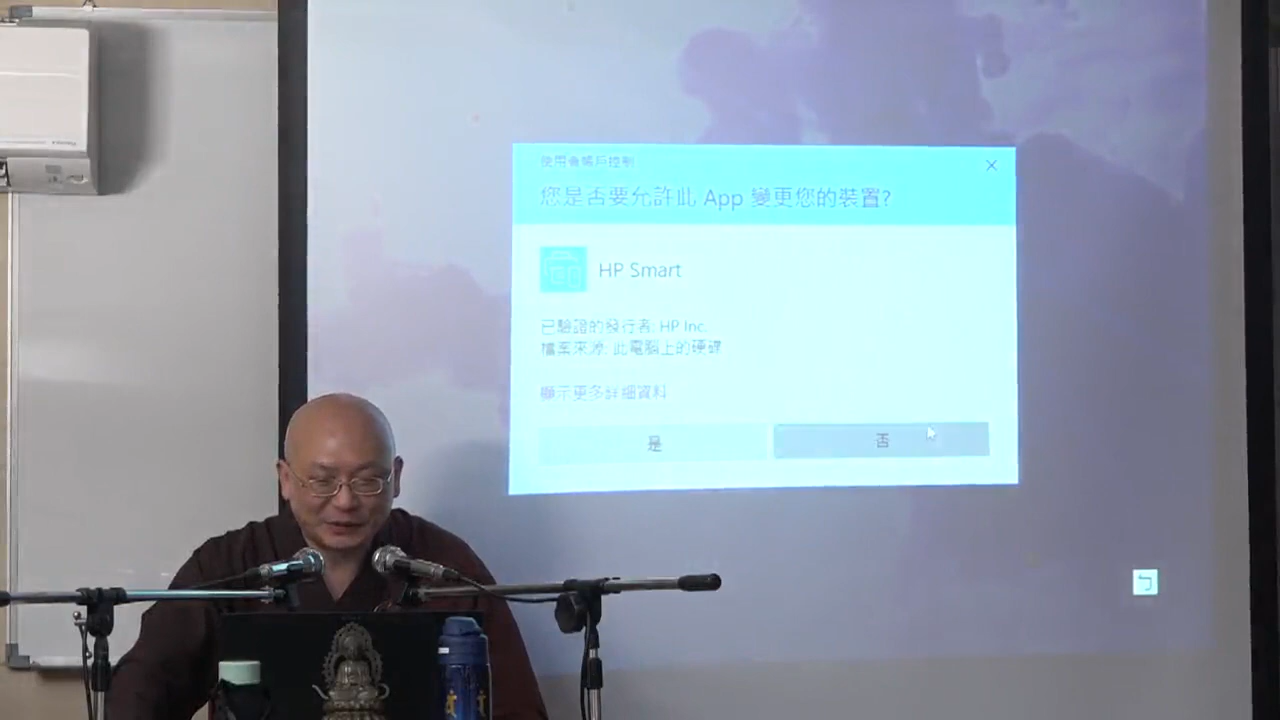 使用者帳戶控制
您是否要允許此 App 變更您的裝置?
HP Smart
已驗證的發行者: HP Inc.
檔案來源: 此電腦上的硬碟
顯示更多詳細資料
是
否
ㄅ